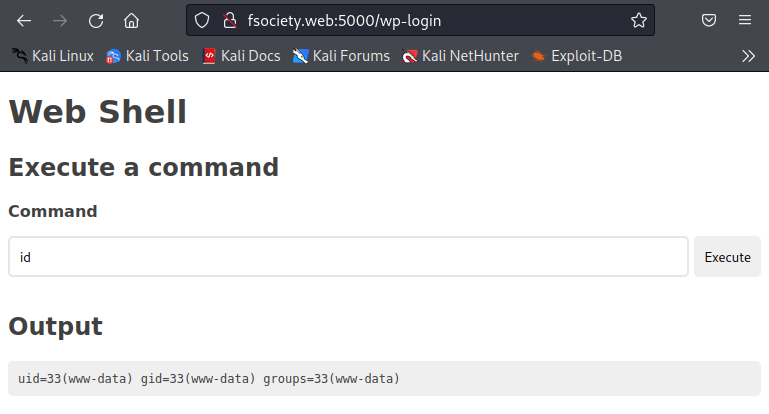 fsociety.web:5000/wp-login
Kali Linux Kali Tools Kali Docs Kali Forums Kali NetHunter Exploit-DB
Web Shell
Execute a command
Command
id Execute
Output
uid=33(www-data) gid=33(www-data) groups=33(www-data)